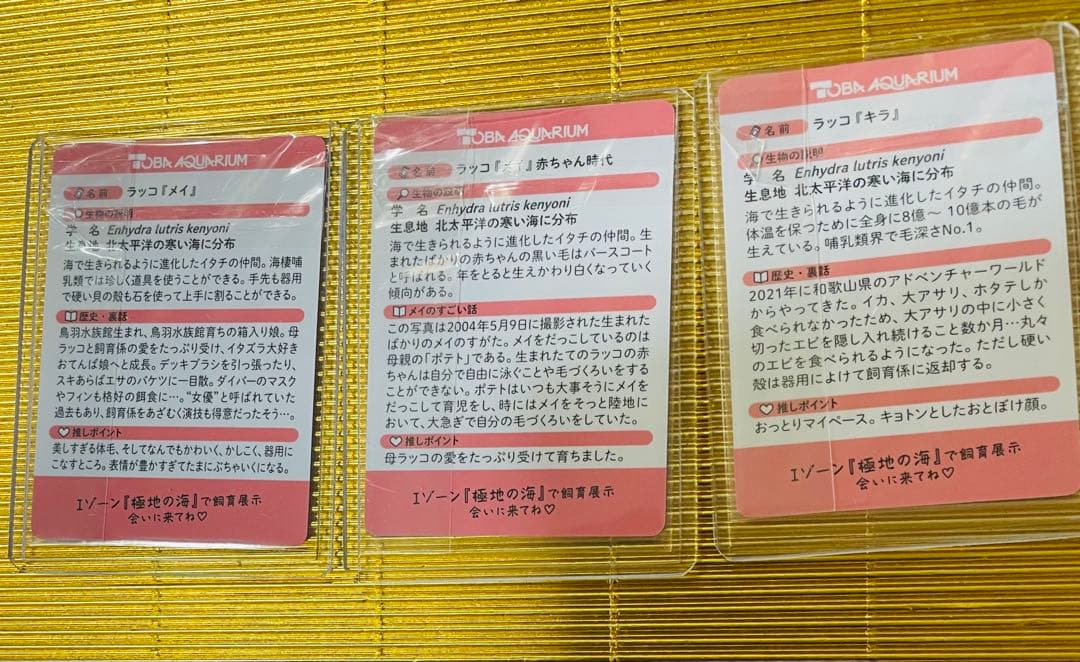 TOBA AQUARIUM
名前 ラッコ『メイ』
生物の説明
学 名 Enhydra lutris kenyoni
生息地 北太平洋の寒い海に分布
海で生きられるように進化したイタチの仲間。海棲哺
乳類では珍しく道具を使うことができる。手先も器用
で硬い貝の殻も石を使って上手に割ることができる。
歴史・裏話
鳥羽水族館生まれ、鳥羽水族館育ちの箱入り娘。母
ラッコと飼育係の愛をたっぷり受け、イタズラ大好き
おてんば娘へと成長。デッキブラシを引っ張ったり、
スキあらばエサのバケツに一目散。ダイバーのマスク
やフィンも格好の餌食に…。“女優”と呼ばれていた
過去もあり、飼育係をあざむく演技も得意だったそう…。
推しポイント
美しすぎる体毛、そしてなんでもかわいく、かしこく、器用に
こなすところ。表情が豊かすぎてたまにぶちゃいくになる。
Iゾーン『極地の海』で飼育展示
会いに来てね♡
TOBA AQUARIUM
名前 ラッコ『メイ』赤ちゃん時代
生物の説明
学 名 Enhydra lutris kenyoni
生息地 北太平洋の寒い海に分布
海で生きられるように進化したイタチの仲間。生
まれたばかりの赤ちゃんの黒い毛はバースコート
と呼ばれる。年をとると生えかわり白くなっていく
傾向がある。
メイのすごい話
この写真は2004年5月9日に撮影された生まれた
ばかりのメイのすがた。メイをだっこしているのは
母親の「ポテト」である。生まれたてのラッコの赤
ちゃんは自分で自由に泳ぐことや毛づくろいをする
ことができない。ポテトはいつも大事そうにメイを
だっこして育児をし、時にはメイをそっと陸地に
おいて、大急ぎで自分の毛づくろいをしていた。
推しポイント
母ラッコの愛をたっぷり受けて育ちました。
Iゾーン『極地の海』で飼育展示
会いに来てね♡
TOBA AQUARIUM
名前 ラッコ『キラ』
生物の説明
学 名 Enhydra lutris kenyoni
生息地 北太平洋の寒い海に分布
海で生きられるように進化したイタチの仲間。
体温を保つために全身に8億〜10億本の毛が
生えている。哺乳類界で毛深さNo.1。
歴史・裏話
2021年に和歌山県のアドベンチャーワールド
からやってきた。イカ、大アサリ、ホタテしか
食べられなかったため、大アサリの中に小さく
切ったエビを隠し入れ続けること数か月…丸々
のエビを食べられるようになった。ただし硬い
殻は器用によけて飼育係に返却する。
推しポイント
おっとりマイペース。キョトンとしたおとぼけ顔。
Iゾーン『極地の海』で飼育展示
会いに来てね♡